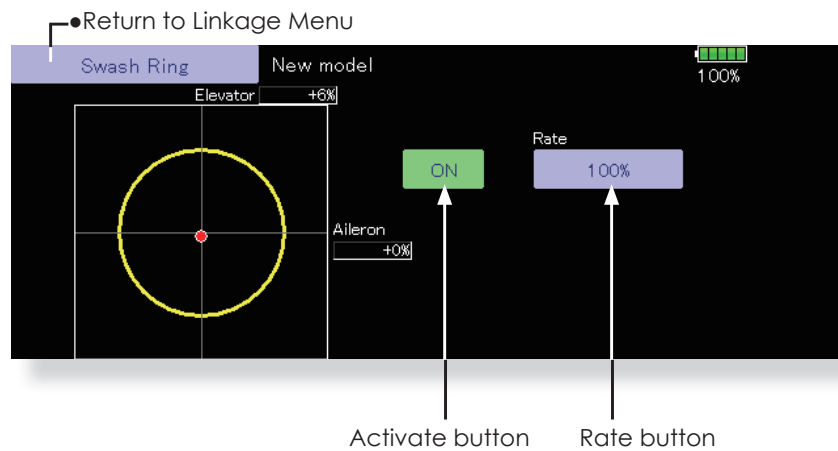 ●Return to Linkage Menu
Swash Ring New model
100%
Elevator +6%
Rate
ON 100%
Aileron
+0%
Activate button Rate button